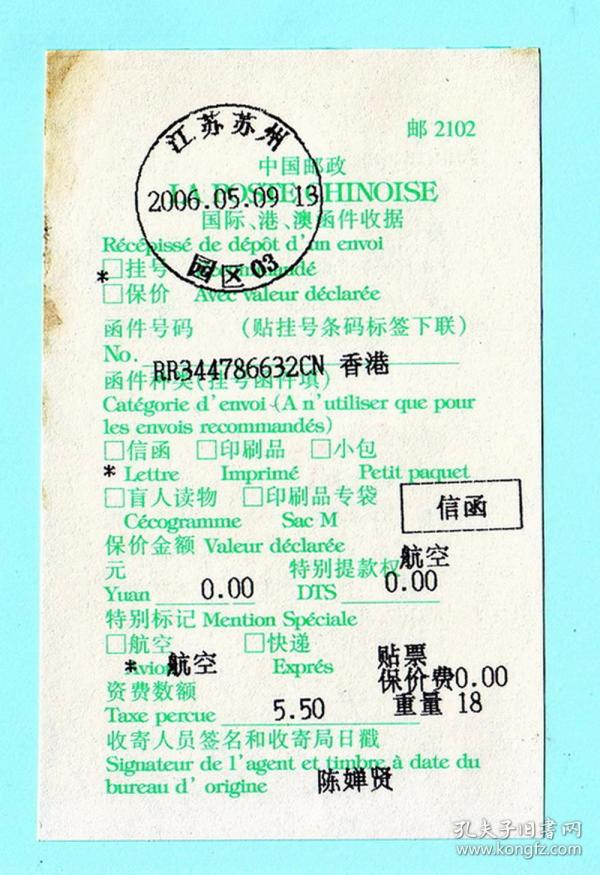 江苏苏州
2006.05.09 13
园区 03
邮 2102
中国邮政
LA POSTE CHINOISE
国际、港、澳函件收据
Récépissé de dépôt d'un envoi
□挂号 Recommandé
*
□保价 Avec valeur déclarée
函件号码 (贴挂号条码标签下联)
No.
RR344786632CN 香港
函件种类(挂号函件填)
Catégorie d'envoi (A n'utiliser que pour
les envois recommandés)
□信函 □印刷品 □小包
* Lettre Imprimé Petit paquet
□盲人读物 □印刷品专袋
信函
Cécogramme Sac M
保价金额 Valeur déclarée
航空
元 特别提款权
Yuan 0.00 DTS 0.00
特别标记 Mention Spéciale
□航空 □快递
贴票
* Avion 航空 Exprés
保价费0.00
资费数额
重量 18
Taxe percue 5.50
收寄人员签名和收寄局日戳
Signateur de l'agent et timbre à date du
bureau d'origine 陈婵贤
孔夫子旧书网
www.kongfz.com